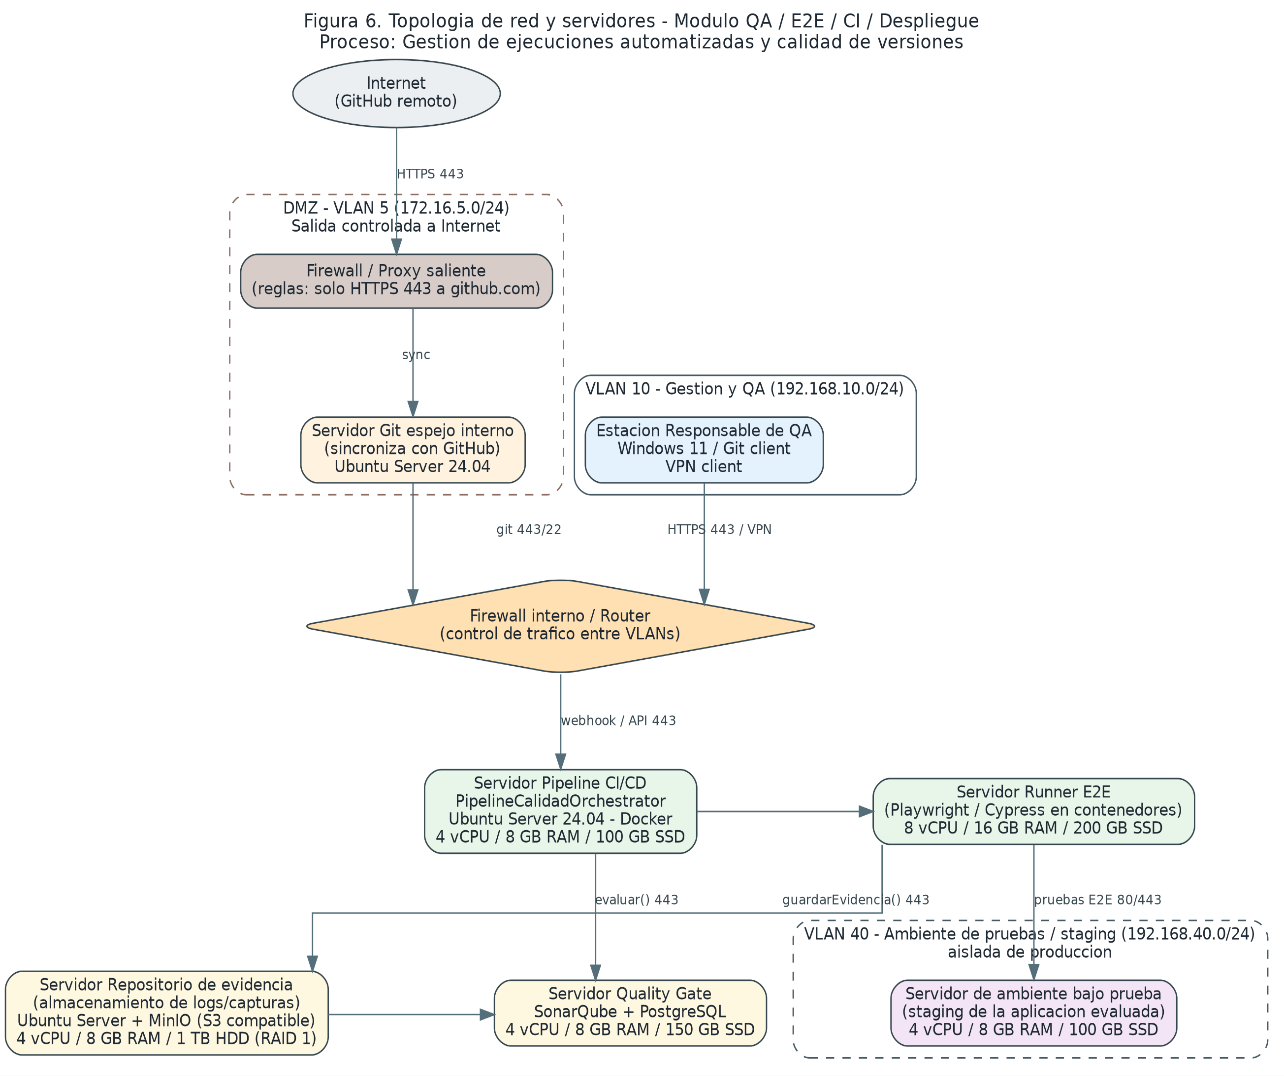 Figura 6. Topologia de red y servidores - Modulo QA / E2E / CI / Despliegue
Proceso: Gestion de ejecuciones automatizadas y calidad de versiones
Internet
(GitHub remoto)
HTTPS 443
DMZ - VLAN 5 (172.16.5.0/24)
Salida controlada a Internet
Firewall / Proxy saliente
(reglas: solo HTTPS 443 a github.com)
sync
Servidor Git espejo interno
(sincroniza con GitHub)
Ubuntu Server 24.04
VLAN 10 - Gestion y QA (192.168.10.0/24)
Estacion Responsable de QA
Windows 11 / Git client
VPN client
git 443/22
HTTPS 443 / VPN
Firewall interno / Router
(control de trafico entre VLANs)
webhook / API 443
Servidor Pipeline CI/CD
PipelineCalidadOrchestrator
Ubuntu Server 24.04 - Docker
4 vCPU / 8 GB RAM / 100 GB SSD
Servidor Runner E2E
(Playwright / Cypress en contenedores)
8 vCPU / 16 GB RAM / 200 GB SSD
evaluar() 443
guardarEvidencia() 443
pruebas E2E 80/443
VLAN 40 - Ambiente de pruebas / staging (192.168.40.0/24)
aislada de produccion
Servidor Repositorio de evidencia
(almacenamiento de logs/capturas)
Ubuntu Server + MinIO (S3 compatible)
4 vCPU / 8 GB RAM / 1 TB HDD (RAID 1)
Servidor Quality Gate
SonarQube + PostgreSQL
4 vCPU / 8 GB RAM / 150 GB SSD
Servidor de ambiente bajo prueba
(staging de la aplicacion evaluada)
4 vCPU / 8 GB RAM / 100 GB SSD